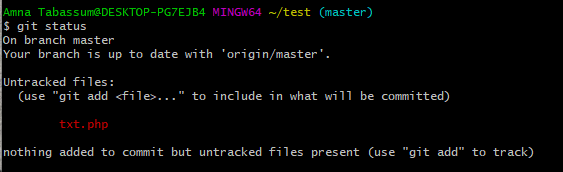 Amna Tabassum@DESKTOP-PG7EJB4 MINGW64 ~/test (master)
$ git status
On branch master
Your branch is up to date with 'origin/master'.
Untracked files:
(use "git add <file>..." to include in what will be committed)
txt.php
nothing added to commit but untracked files present (use "git add" to track)